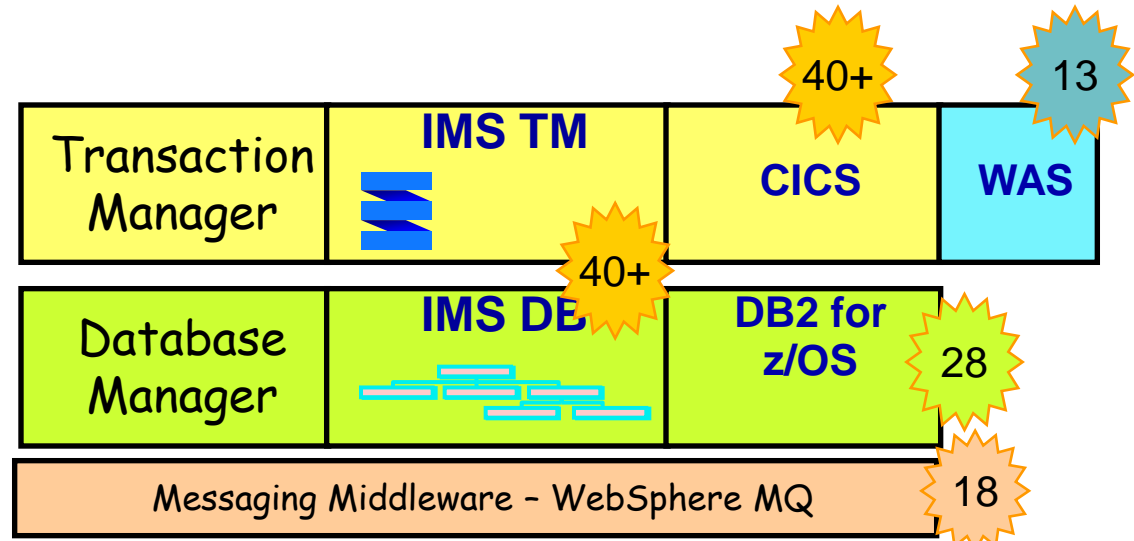 40+
13
Transaction
Manager
IMS TM
CICS
WAS
40+
Database
Manager
IMS DB
DB2 for
z/OS
28
Messaging Middleware – WebSphere MQ
18